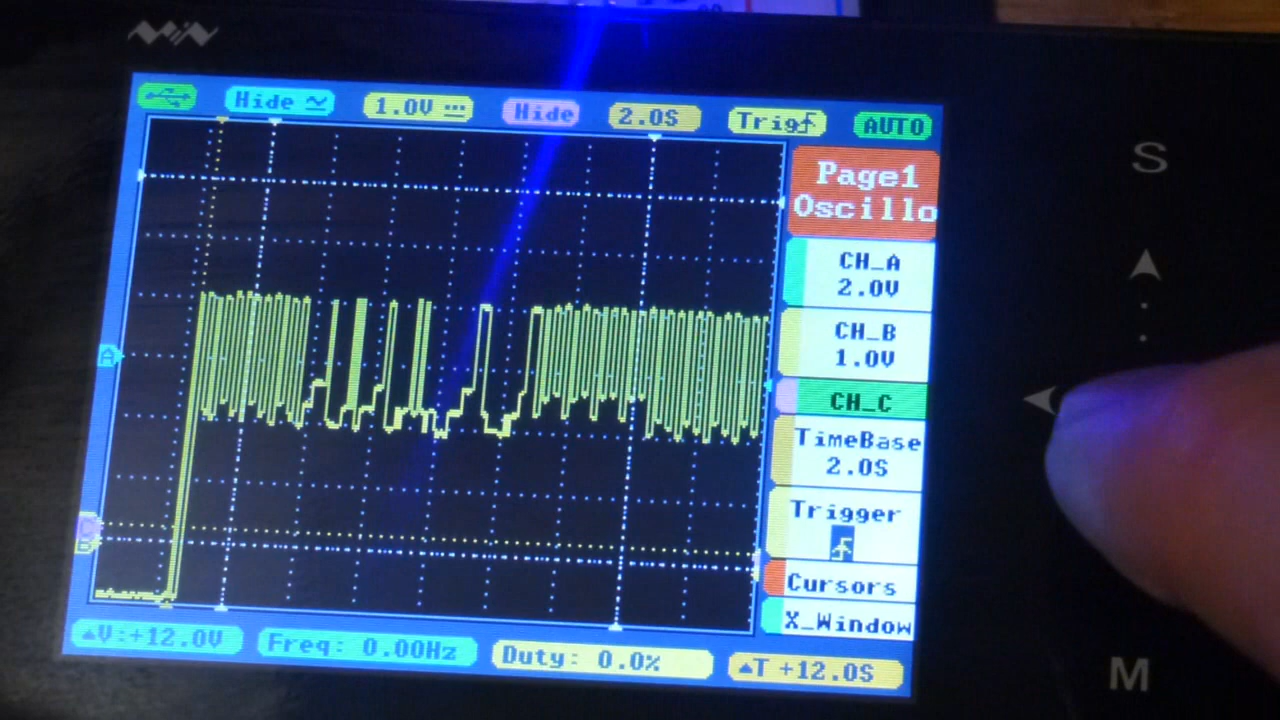 Hide 1.0V Hide 2.0S Trig AUTO
Page1
Oscillo
CH_A
2.0V
CH_B
1.0V
CH_C
TimeBase
2.0S
Trigger
Cursors
X_Window
▲V:+12.0V Freq: 0.00Hz Duty: 0.0% ▲T +12.0S
A
S
M